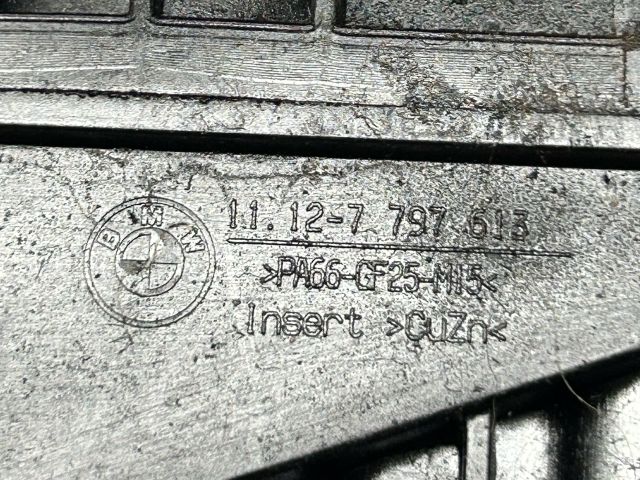 BMW
11.12-7 797 613
>PA66-GF25-M15<
Insert >CuZn<